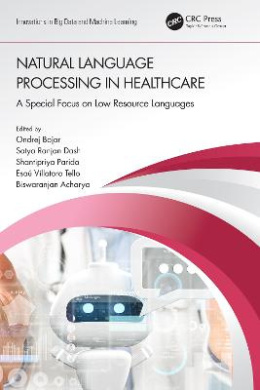 Innovations in Big Data and Machine Learning
CRC Press
Taylor & Francis Group
NATURAL LANGUAGE
PROCESSING IN HEALTHCARE
A Special Focus on Low Resource Languages
Edited by
Ondrej Bojar
Satya Ranjan Dash
Shantipriya Parida
Esaú Villatoro Tello
Biswaranjan Acharya